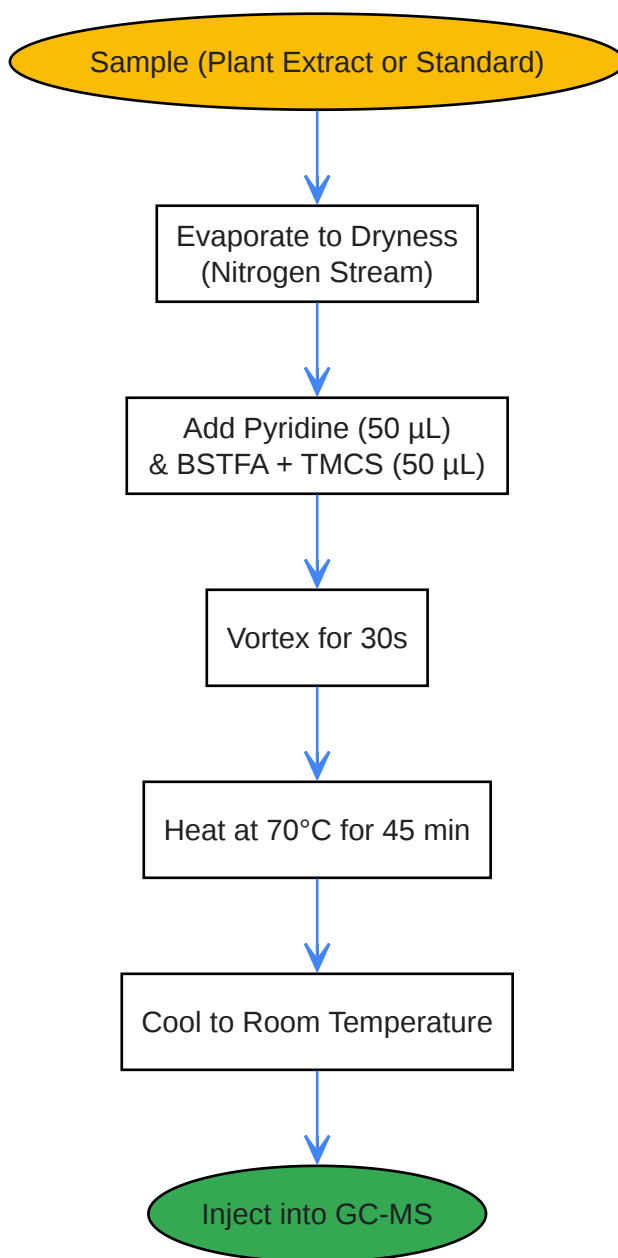 Sample (Plant Extract or Standard)
Evaporate to Dryness
(Nitrogen Stream)
Add Pyridine (50 µL)
& BSTFA + TMCS (50 µL)
Vortex for 30s
Heat at 70°C for 45 min
Cool to Room Temperature
Inject into GC-MS